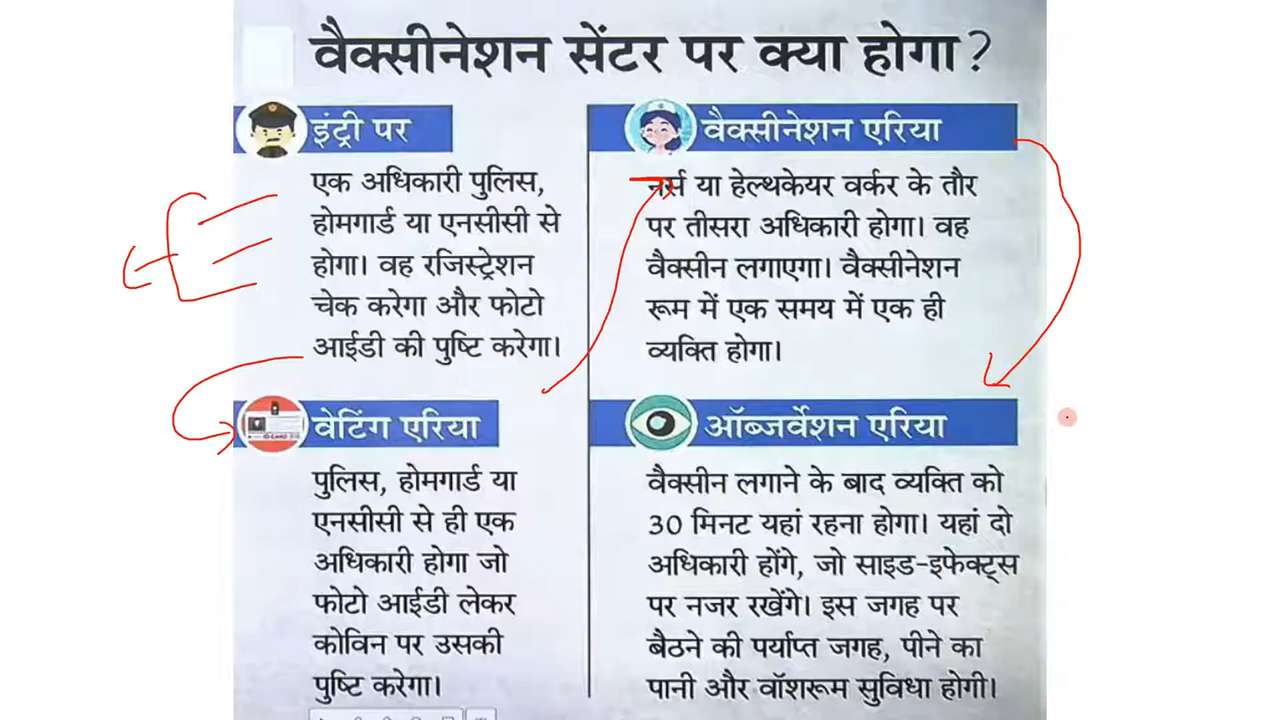 वैक्सीनेशन सेंटर पर क्या होगा?
इंट्री पर
एक अधिकारी पुलिस,
होमगार्ड या एनसीसी से
होगा। वह रजिस्ट्रेशन
चेक करेगा और फोटो
आईडी की पुष्टि करेगा।
वेटिंग एरिया
पुलिस, होमगार्ड या
एनसीसी से ही एक
अधिकारी होगा जो
फोटो आईडी लेकर
कोविन पर उसकी
पुष्टि करेगा।
वैक्सीनेशन एरिया
नर्स या हेल्थकेयर वर्कर के तौर
पर तीसरा अधिकारी होगा। वह
वैक्सीन लगाएगा। वैक्सीनेशन
रूम में एक समय में एक ही
व्यक्ति होगा।
ऑब्जर्वेशन एरिया
वैक्सीन लगाने के बाद व्यक्ति को
30 मिनट यहां रहना होगा। यहां दो
अधिकारी होंगे, जो साइड-इफेक्ट्स
पर नजर रखेंगे। इस जगह पर
बैठने की पर्याप्त जगह, पीने का
पानी और वॉशरूम सुविधा होगी।